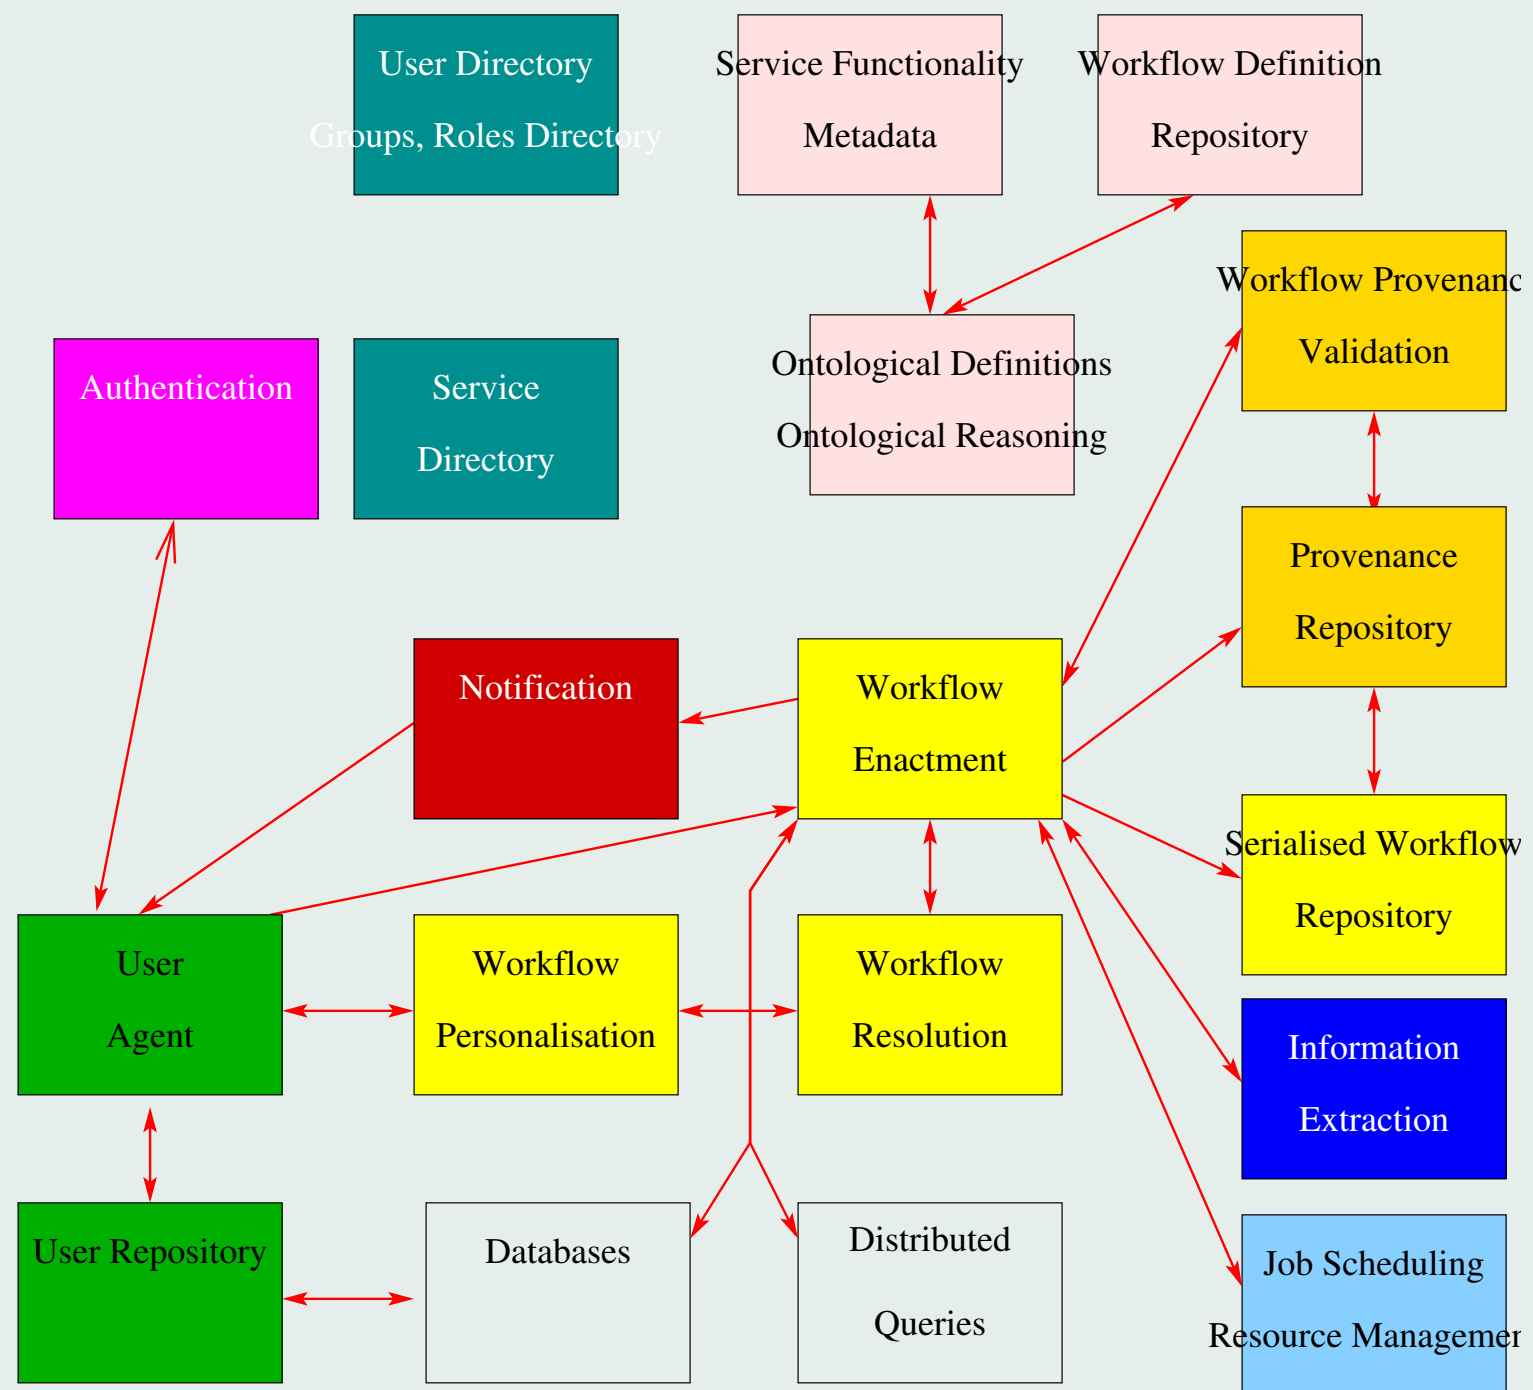 User Directory
Groups, Roles Directory
Service Functionality
Metadata
Workflow Definition
Repository
Workflow Provenanc
Validation
Authentication
Service
Directory
Ontological Definitions
Ontological Reasoning
Provenance
Repository
Notification
Workflow
Enactment
Serialised Workflow
Repository
User
Agent
Workflow
Personalisation
Workflow
Resolution
Information
Extraction
User Repository
Databases
Distributed
Queries
Job Scheduling
Resource Managemen